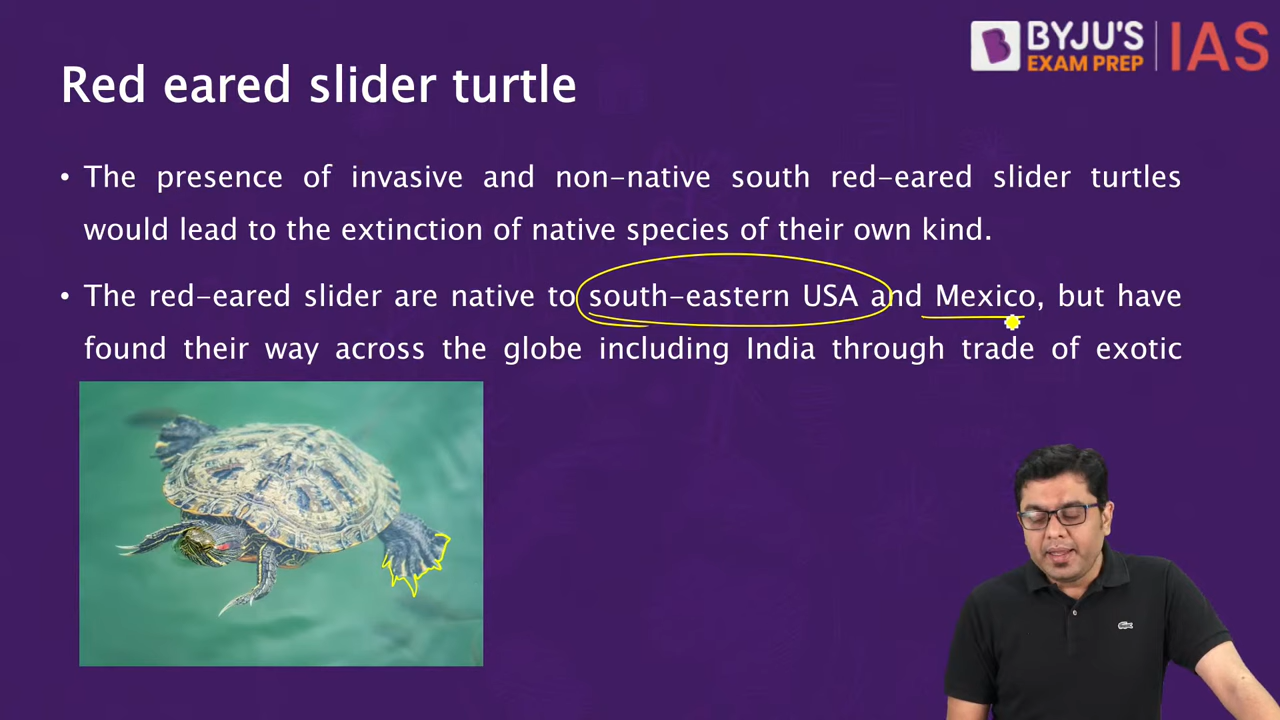 BYJU'S
EXAM PREP
IAS
Red eared slider turtle
• The presence of invasive and non-native south red-eared slider turtles
would lead to the extinction of native species of their own kind.
• The red-eared slider are native to south-eastern USA and Mexico, but have
found their way across the globe including India through trade of exotic